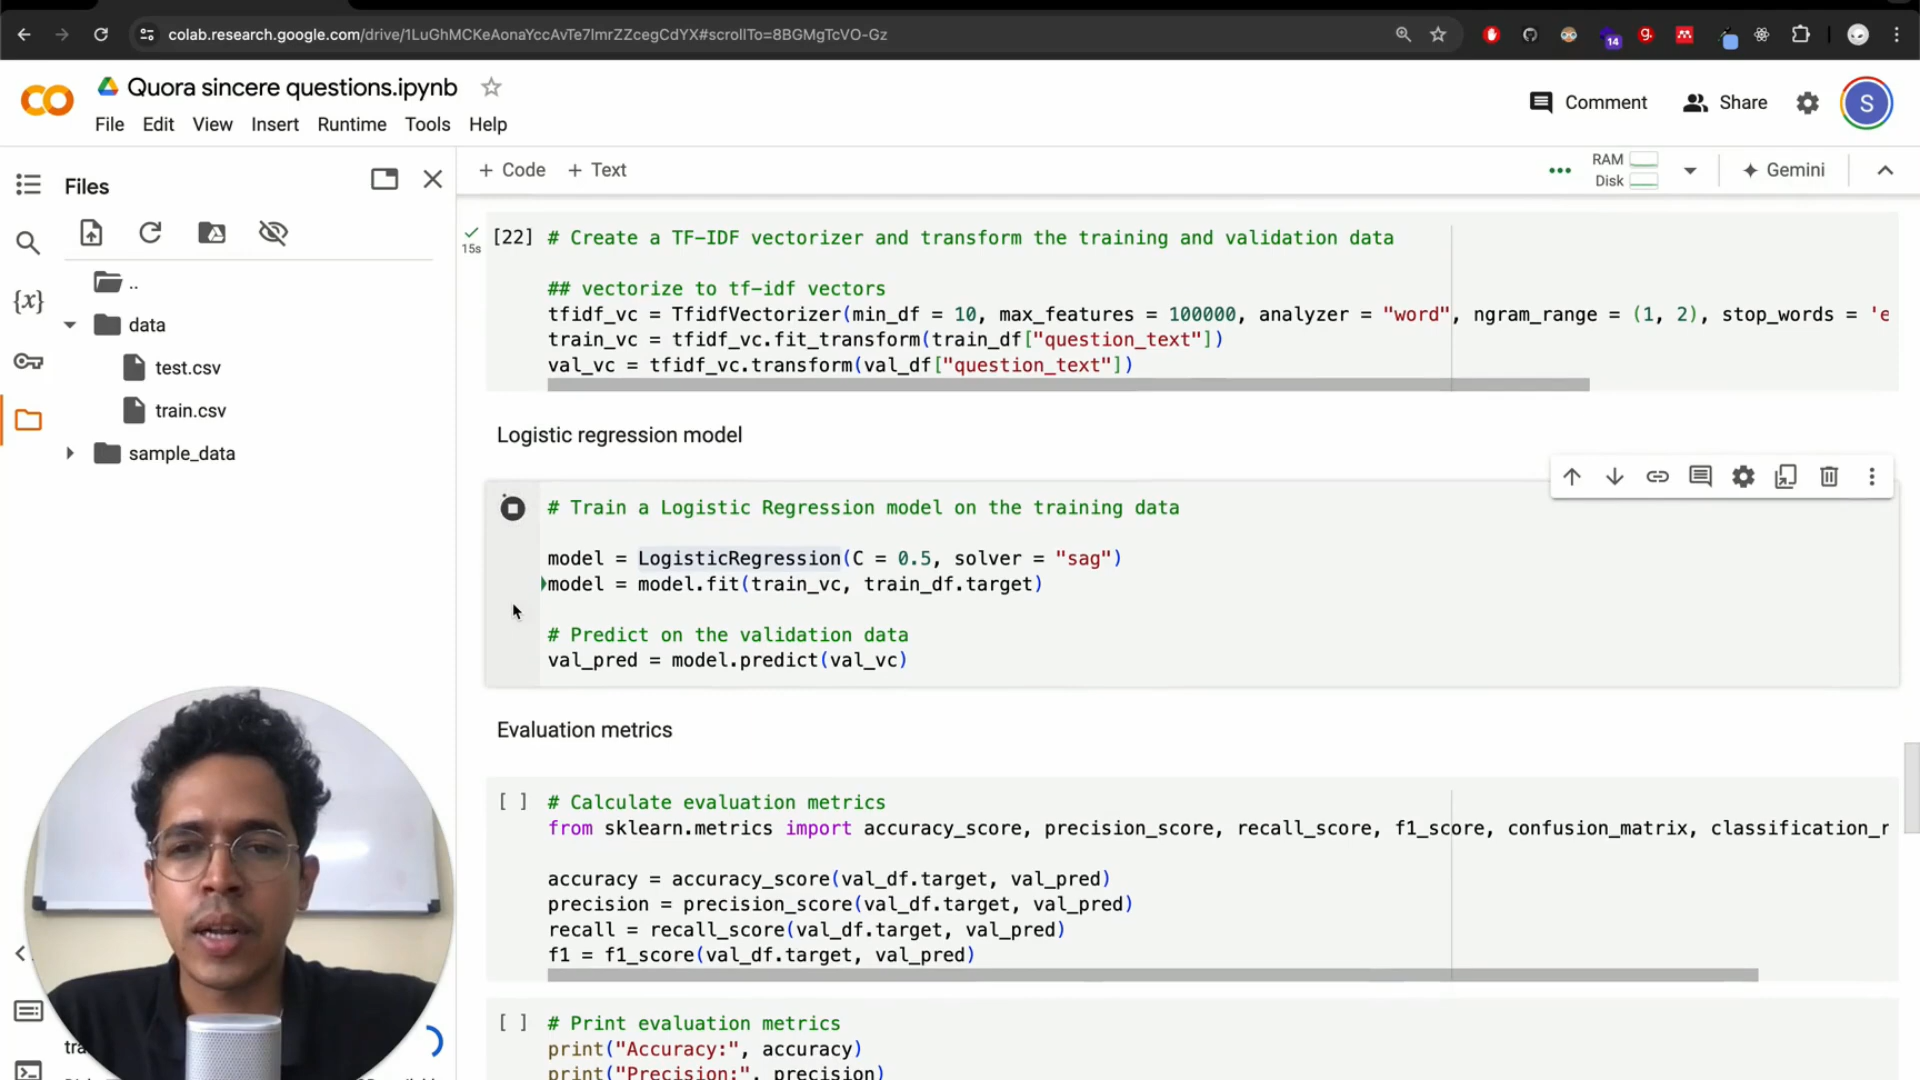 colab.research.google.com/drive/1LuGhMCKeAonaYccAvTe7lmrZZcegCdYX#scrollTo=8BGMgTcVO-Gz
14
g.
CO
Quora sincere questions.ipynb
File Edit View Insert Runtime Tools Help
Comment
Share
S
Files
+ Code + Text
RAM
Disk
Gemini
{x}
..
data
test.csv
train.csv
sample_data
15s
[22] # Create a TF-IDF vectorizer and transform the training and validation data
## vectorize to tf-idf vectors
tfidf_vc = TfidfVectorizer(min_df = 10, max_features = 100000, analyzer = "word", ngram_range = (1, 2), stop_words = 'e
train_vc = tfidf_vc.fit_transform(train_df["question_text"])
val_vc = tfidf_vc.transform(val_df["question_text"])
Logistic regression model
# Train a Logistic Regression model on the training data
model = LogisticRegression(C = 0.5, solver = "sag")
model = model.fit(train_vc, train_df.target)
# Predict on the validation data
val_pred = model.predict(val_vc)
Evaluation metrics
[ ] # Calculate evaluation metrics
from sklearn.metrics import accuracy_score, precision_score, recall_score, f1_score, confusion_matrix, classification_r
accuracy = accuracy_score(val_df.target, val_pred)
precision = precision_score(val_df.target, val_pred)
recall = recall_score(val_df.target, val_pred)
f1 = f1_score(val_df.target, val_pred)
[ ] # Print evaluation metrics
print("Accuracy:", accuracy)
print("Precision:", precision)